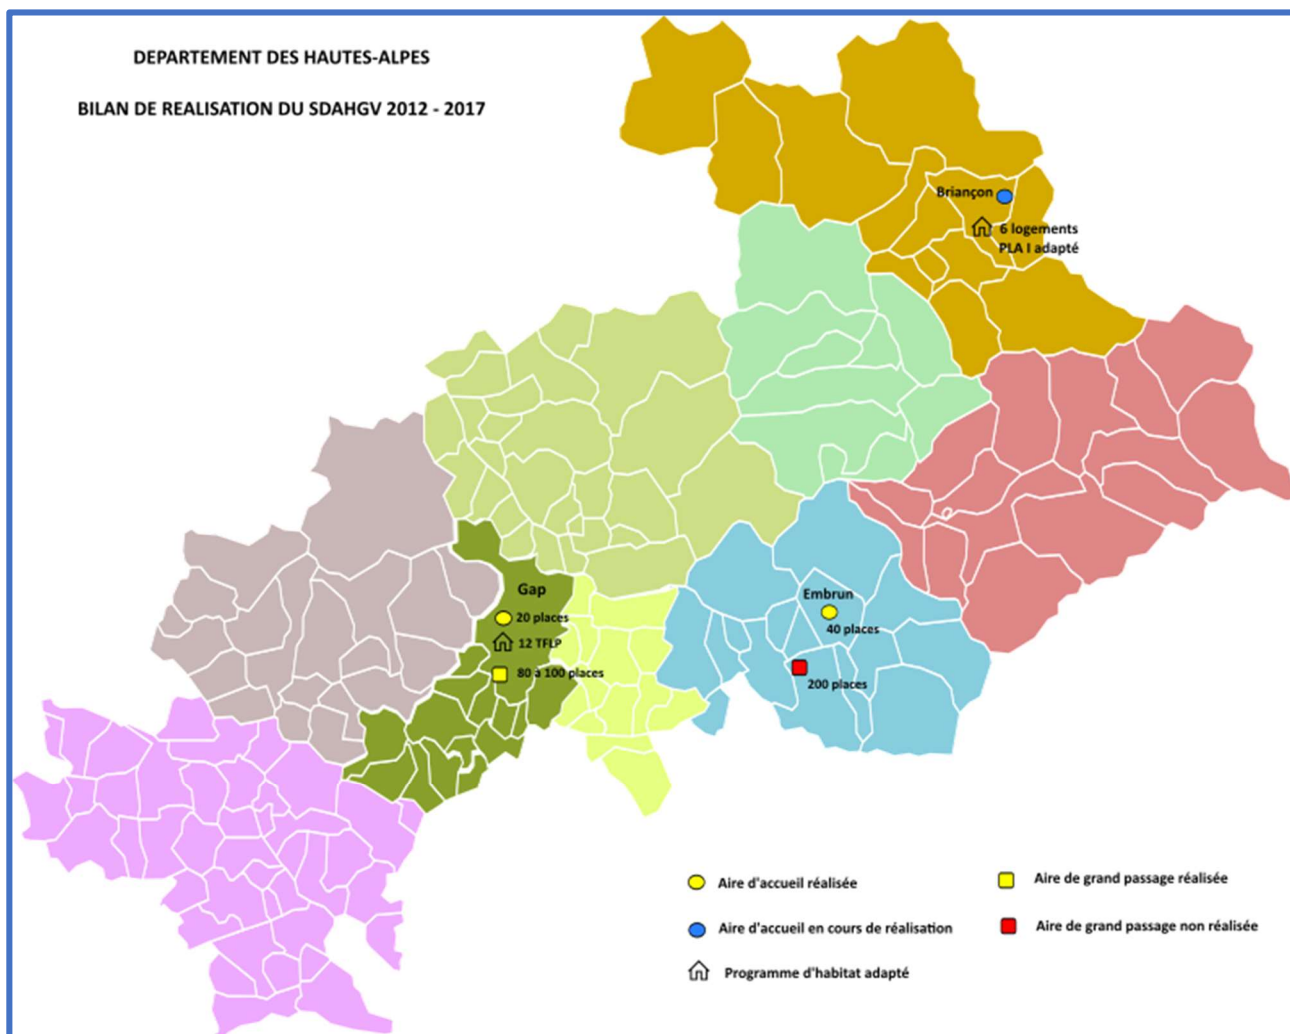 DEPARTEMENT DES HAUTES-ALPES
BILAN DE REALISATION DU SDAHGV 2012 - 2017
Briançon
6 logements
PLA I adapté
Gap
20 places
12 TFLP
80 à 100 places
Embrun
40 places
200 places
Aire d'accueil réalisée
Aire de grand passage réalisée
Aire d'accueil en cours de réalisation
Aire de grand passage non réalisée
Programme d'habitat adapté